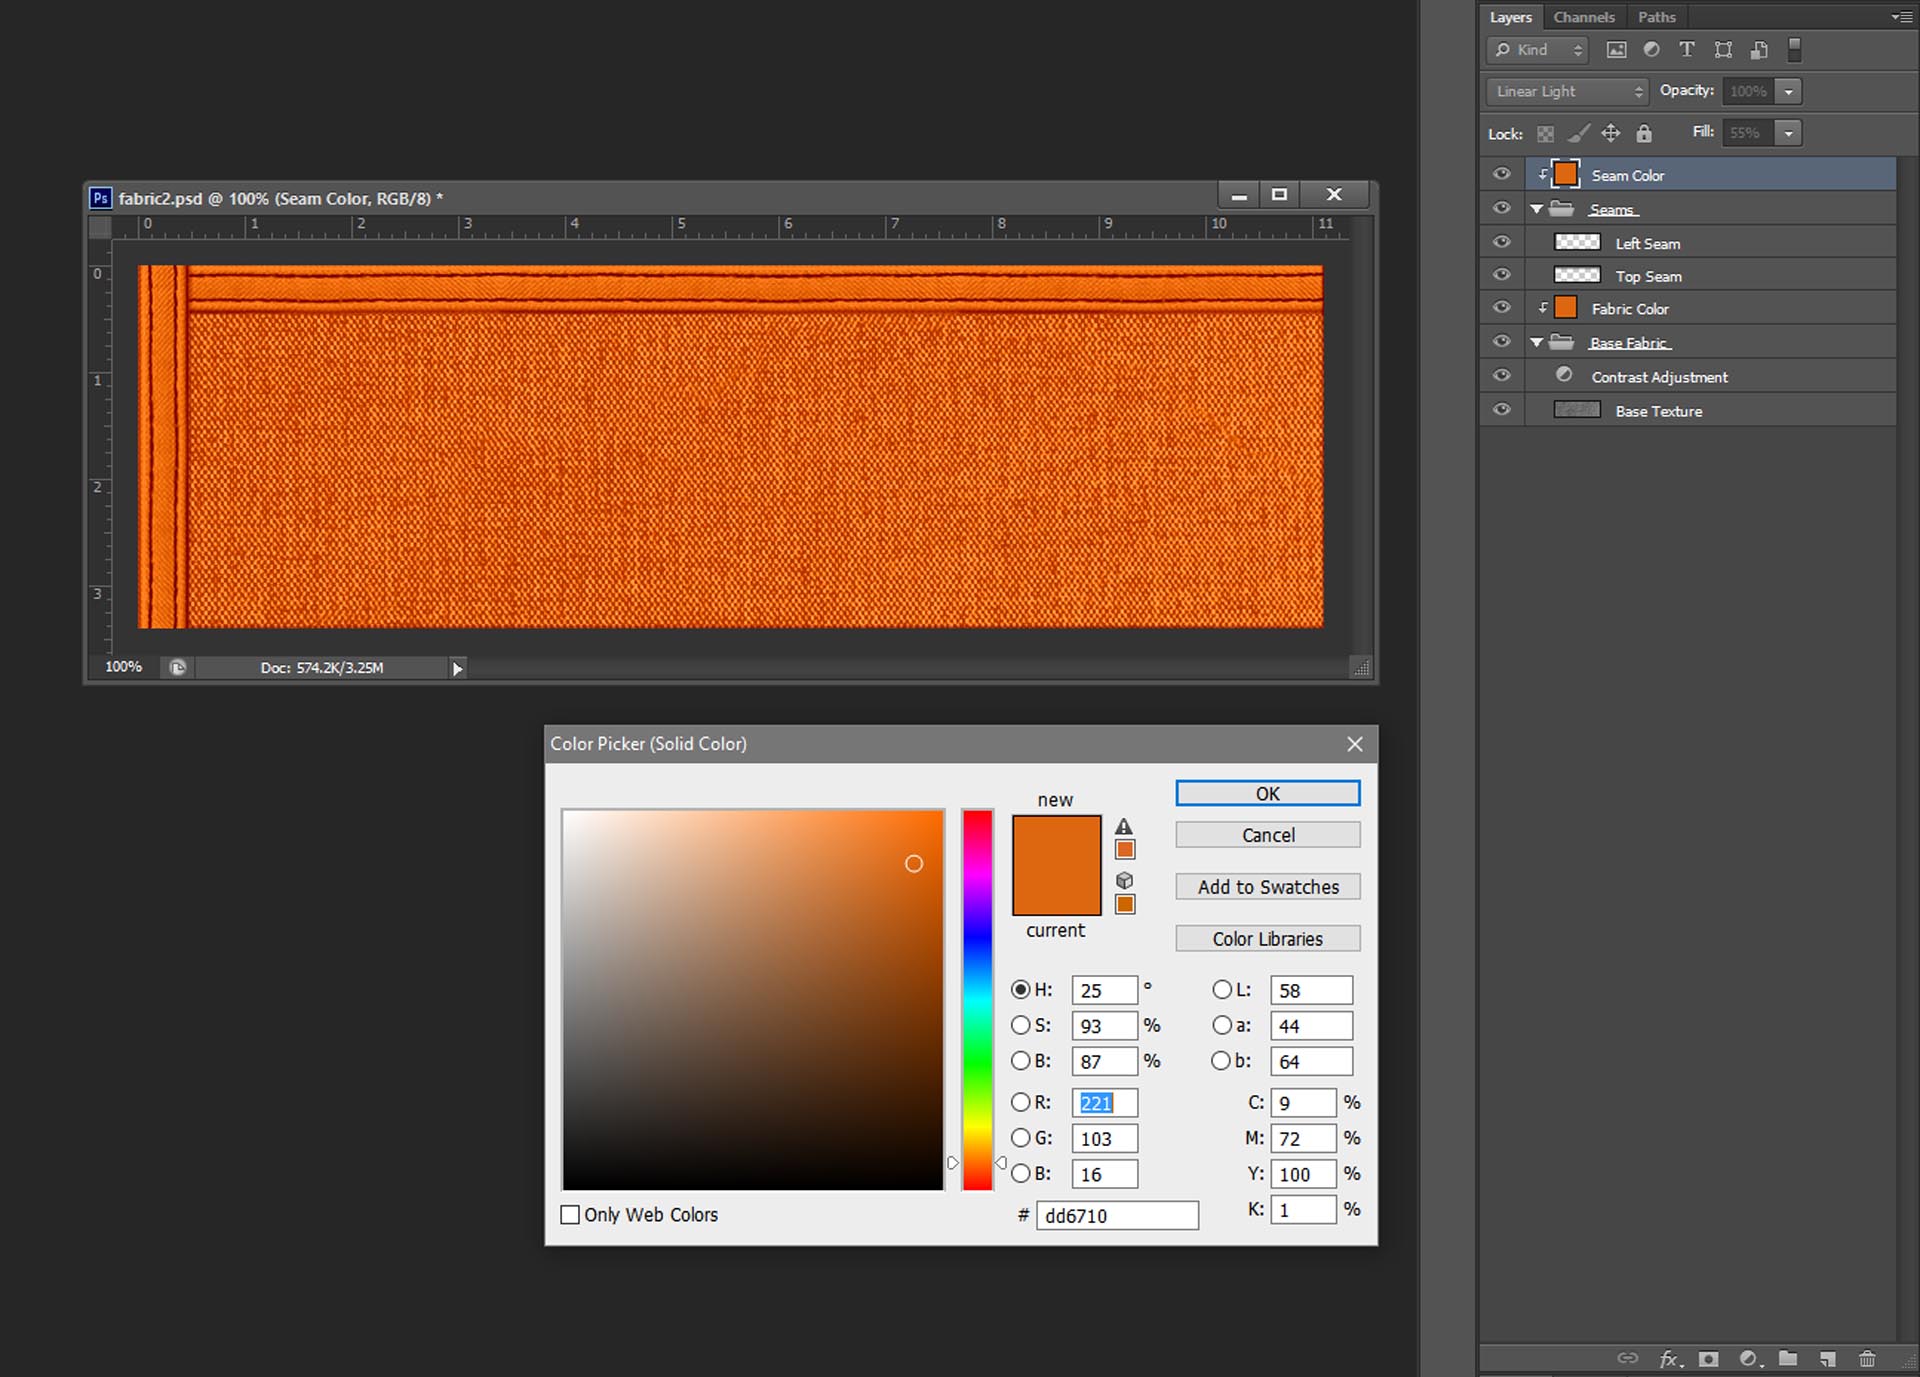 Layers Channels Paths
Kind
Linear Light Opacity: 100%
Lock: Fill: 55%
Seam Color
Seams
Left Seam
Top Seam
Fabric Color
Base Fabric
Contrast Adjustment
Base Texture
fx
Ps fabric2.psd @ 100% (Seam Color, RGB/8) *
0 1 2 3 4 5 6 7 8 9 10 11
0
1
2
3
100% Doc: 574.2K/3.25M
Color Picker (Solid Color)
new
current
OK
Cancel
Add to Swatches
Color Libraries
H: 25 ° L: 58
S: 93 % a: 44
B: 87 % b: 64
R: 221 C: 9 %
G: 103 M: 72 %
B: 16 Y: 100 %
# dd6710 K: 1 %
Only Web Colors